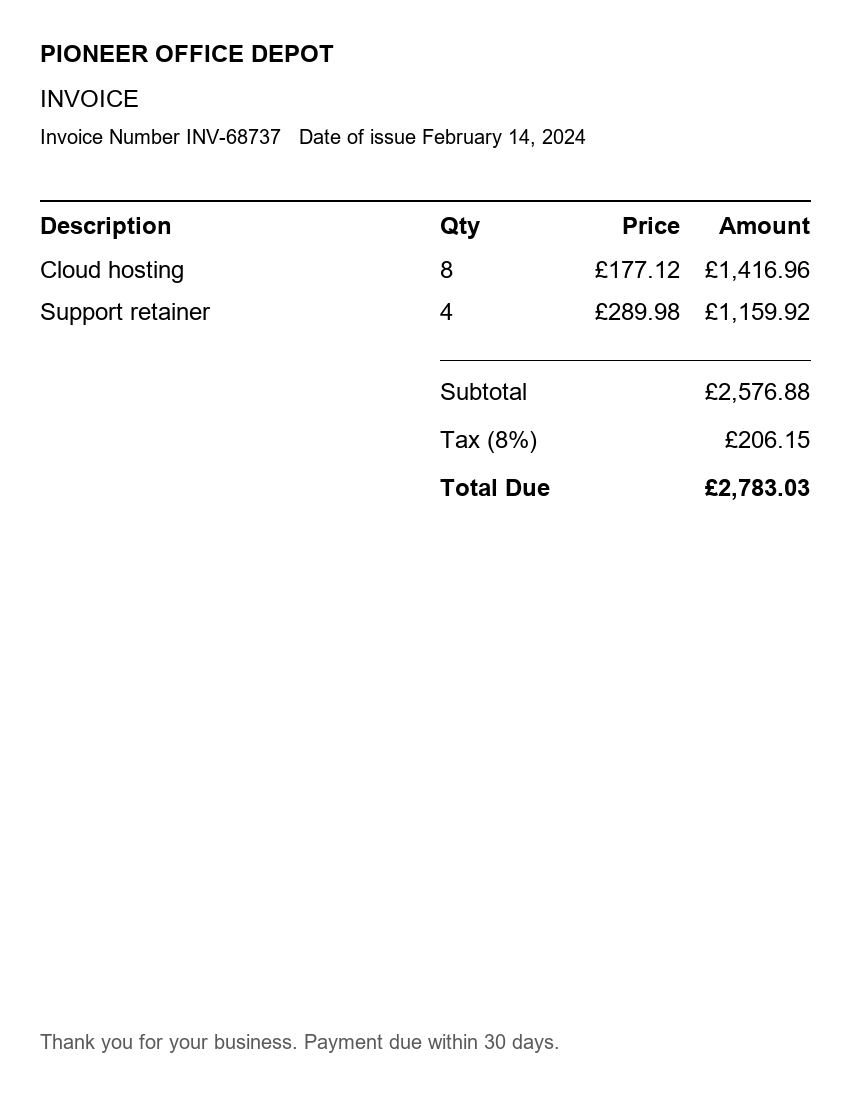 PIONEER OFFICE DEPOT
INVOICE
Invoice Number INV-68737 Date of issue February 14, 2024
Description Qty Price Amount
Cloud hosting 8 £177.12 £1,416.96
Support retainer 4 £289.98 £1,159.92
Subtotal £2,576.88
Tax (8%) £206.15
Total Due £2,783.03
Thank you for your business. Payment due within 30 days.